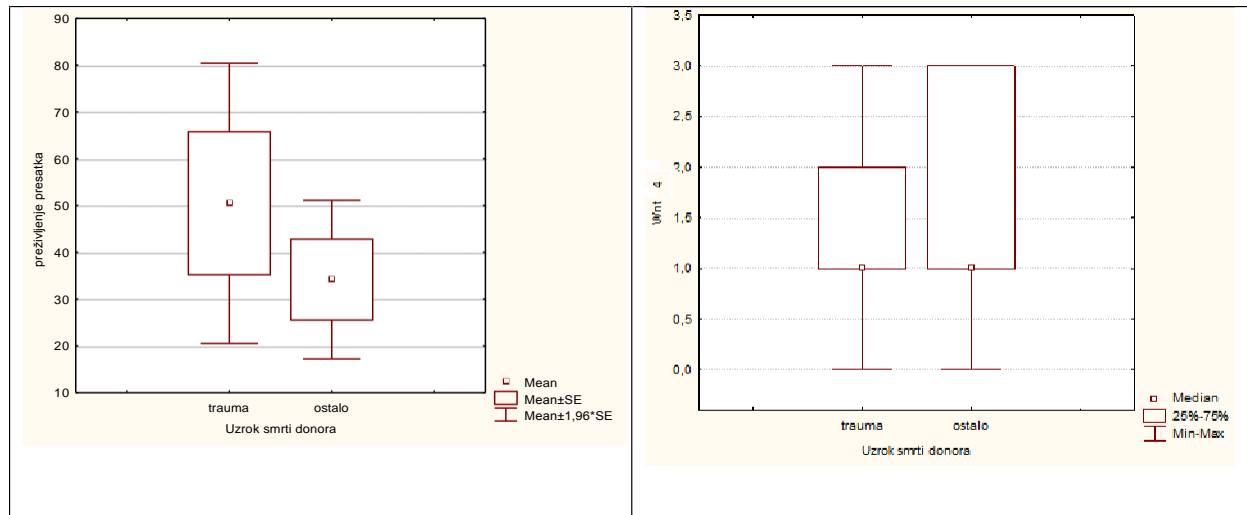 90
80
70
60
50
40
30
20
10
preživljenje presatka
trauma ostalo
Uzrok smrti donora
Mean
Mean±SE
Mean±1,96*SE
3,5
3,0
2,5
2,0
1,5
1,0
0,5
0,0
Wnt 4
trauma ostalo
Uzrok smrti donora
Median
25%-75%
Min-Max